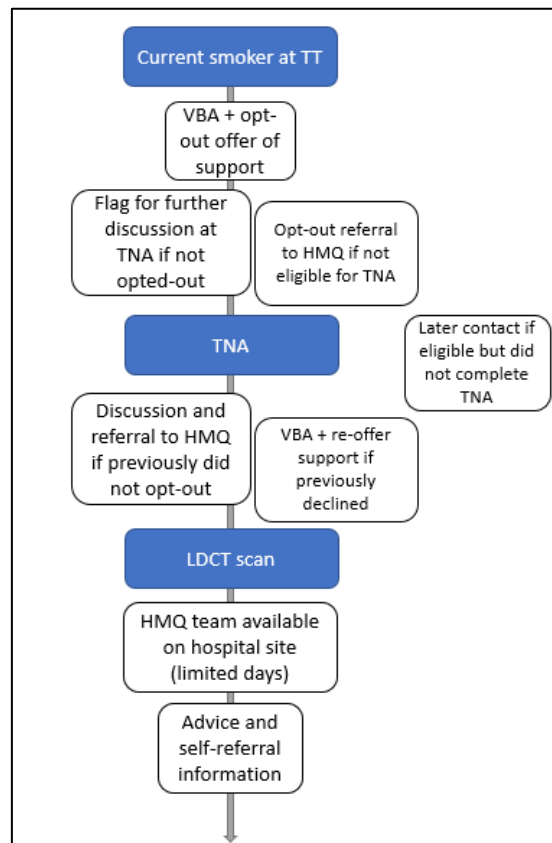 Current smoker at TT
VBA + opt-
out offer of
support
Flag for further
discussion at
TNA if not
opted-out
Opt-out referral
to HMQ if not
eligible for TNA
TNA
Later contact if
eligible but did
not complete
TNA
Discussion and
referral to HMQ
if previously did
not opt-out
VBA + re-offer
support if
previously
declined
LDCT scan
HMQ team available
on hospital site
(limited days)
Advice and
self-referral
information